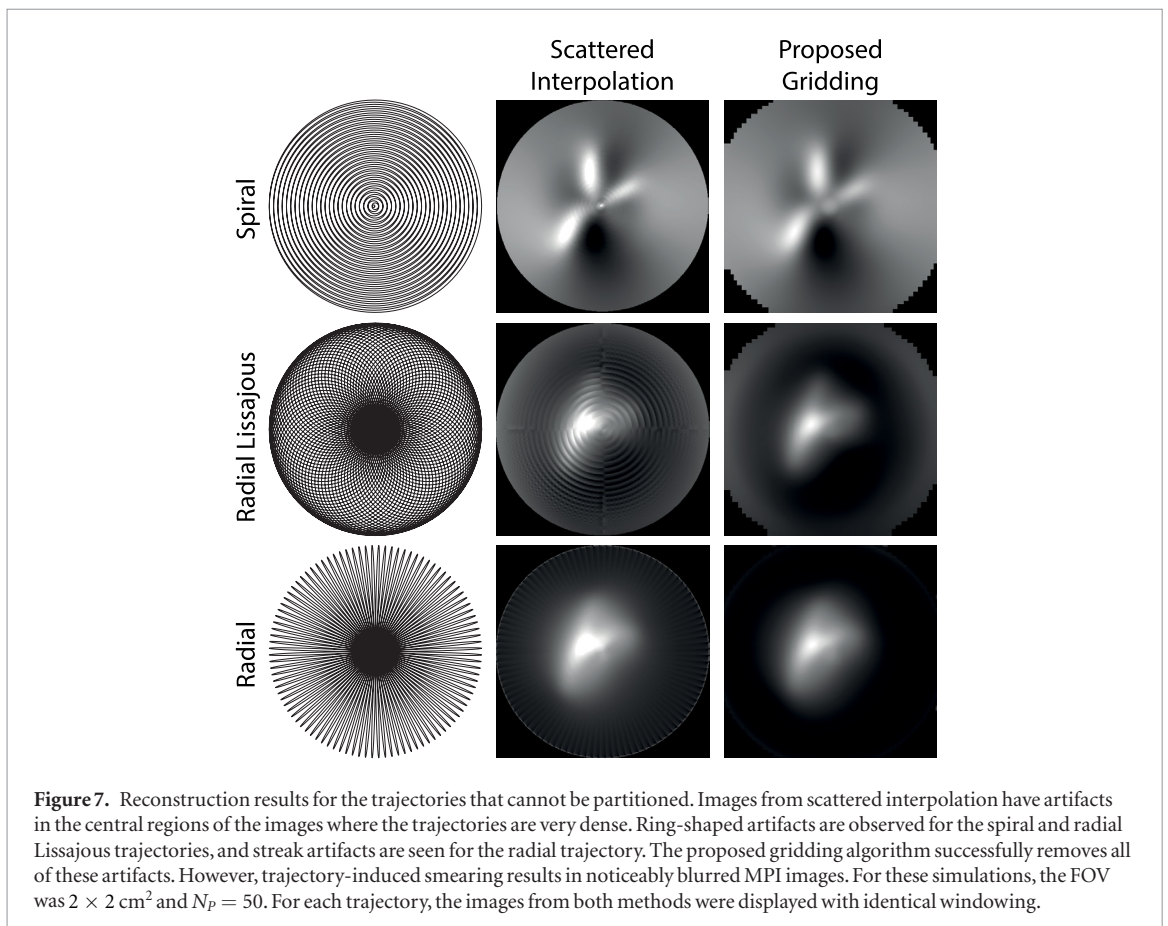 Scattered
Interpolation
Proposed
Gridding
Spiral
Radial Lissajous
Radial
Figure 7. Reconstruction results for the trajectories that cannot be partitioned. Images from scattered interpolation have artifacts
in the central regions of the images where the trajectories are very dense. Ring-shaped artifacts are observed for the spiral and radial
Lissajous trajectories, and streak artifacts are seen for the radial trajectory. The proposed gridding algorithm successfully removes all
of these artifacts. However, trajectory-induced smearing results in noticeably blurred MPI images. For these simulations, the FOV
was 2 × 2 cm² and N_P = 50. For each trajectory, the images from both methods were displayed with identical windowing.